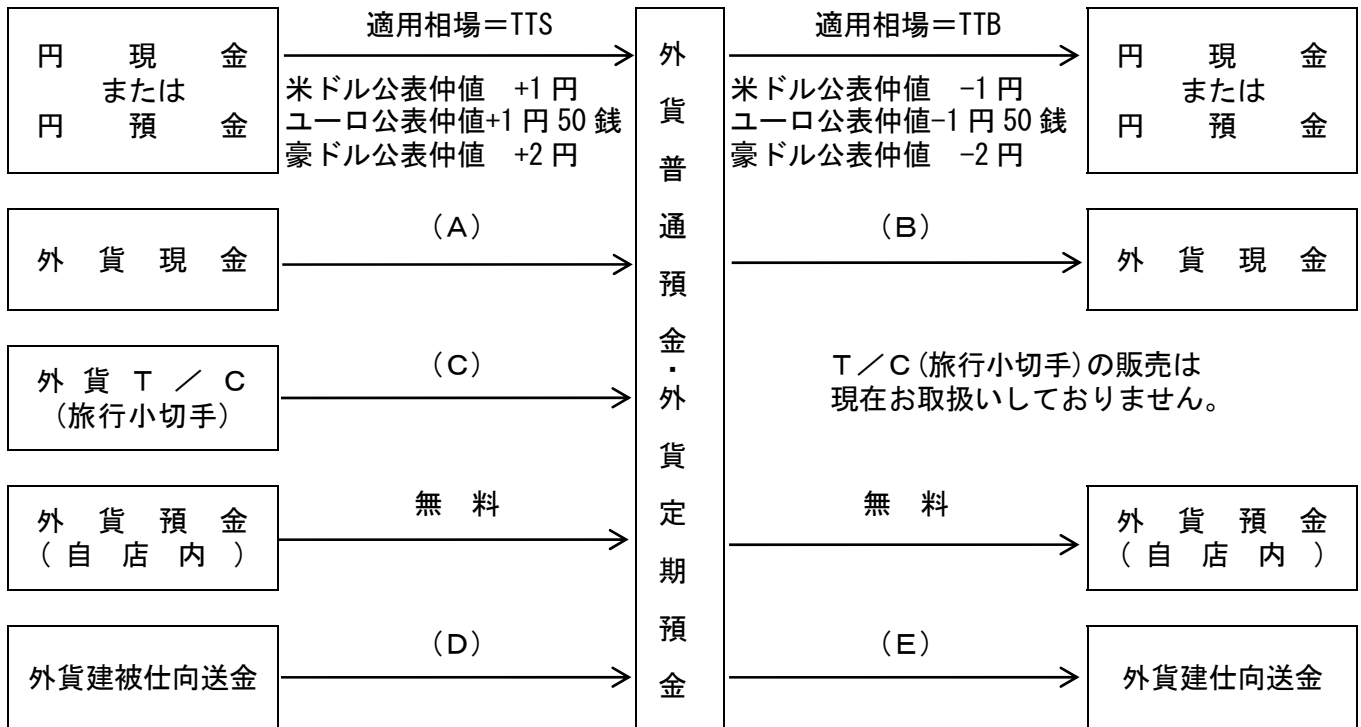 適用相場＝TTS
適用相場＝TTB
円現金
または
円預金
米ドル公表仲値　+1円
ユーロ公表仲値+1円50銭
豪ドル公表仲値　+2円
外貨普通預金・外貨定期預金
米ドル公表仲値　-1円
ユーロ公表仲値-1円50銭
豪ドル公表仲値　-2円
円現金
または
円預金
外貨現金
（Ａ）
（Ｂ）
外貨現金
外貨Ｔ／Ｃ
(旅行小切手)
（Ｃ）
Ｔ／Ｃ(旅行小切手)の販売は
現在お取扱いしておりません。
外貨預金
(自店内)
無　料
無　料
外貨預金
(自店内)
外貨建被仕向送金
（Ｄ）
（Ｅ）
外貨建仕向送金